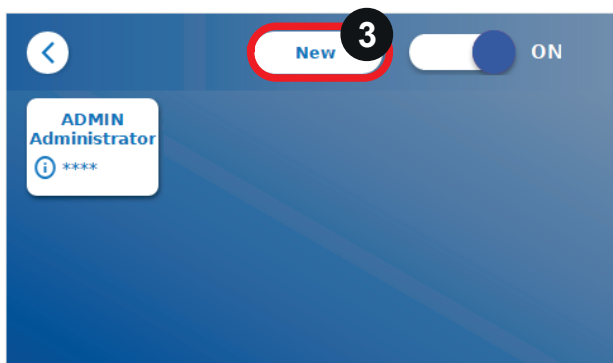 New
3
ON
ADMIN
Administrator
i ****